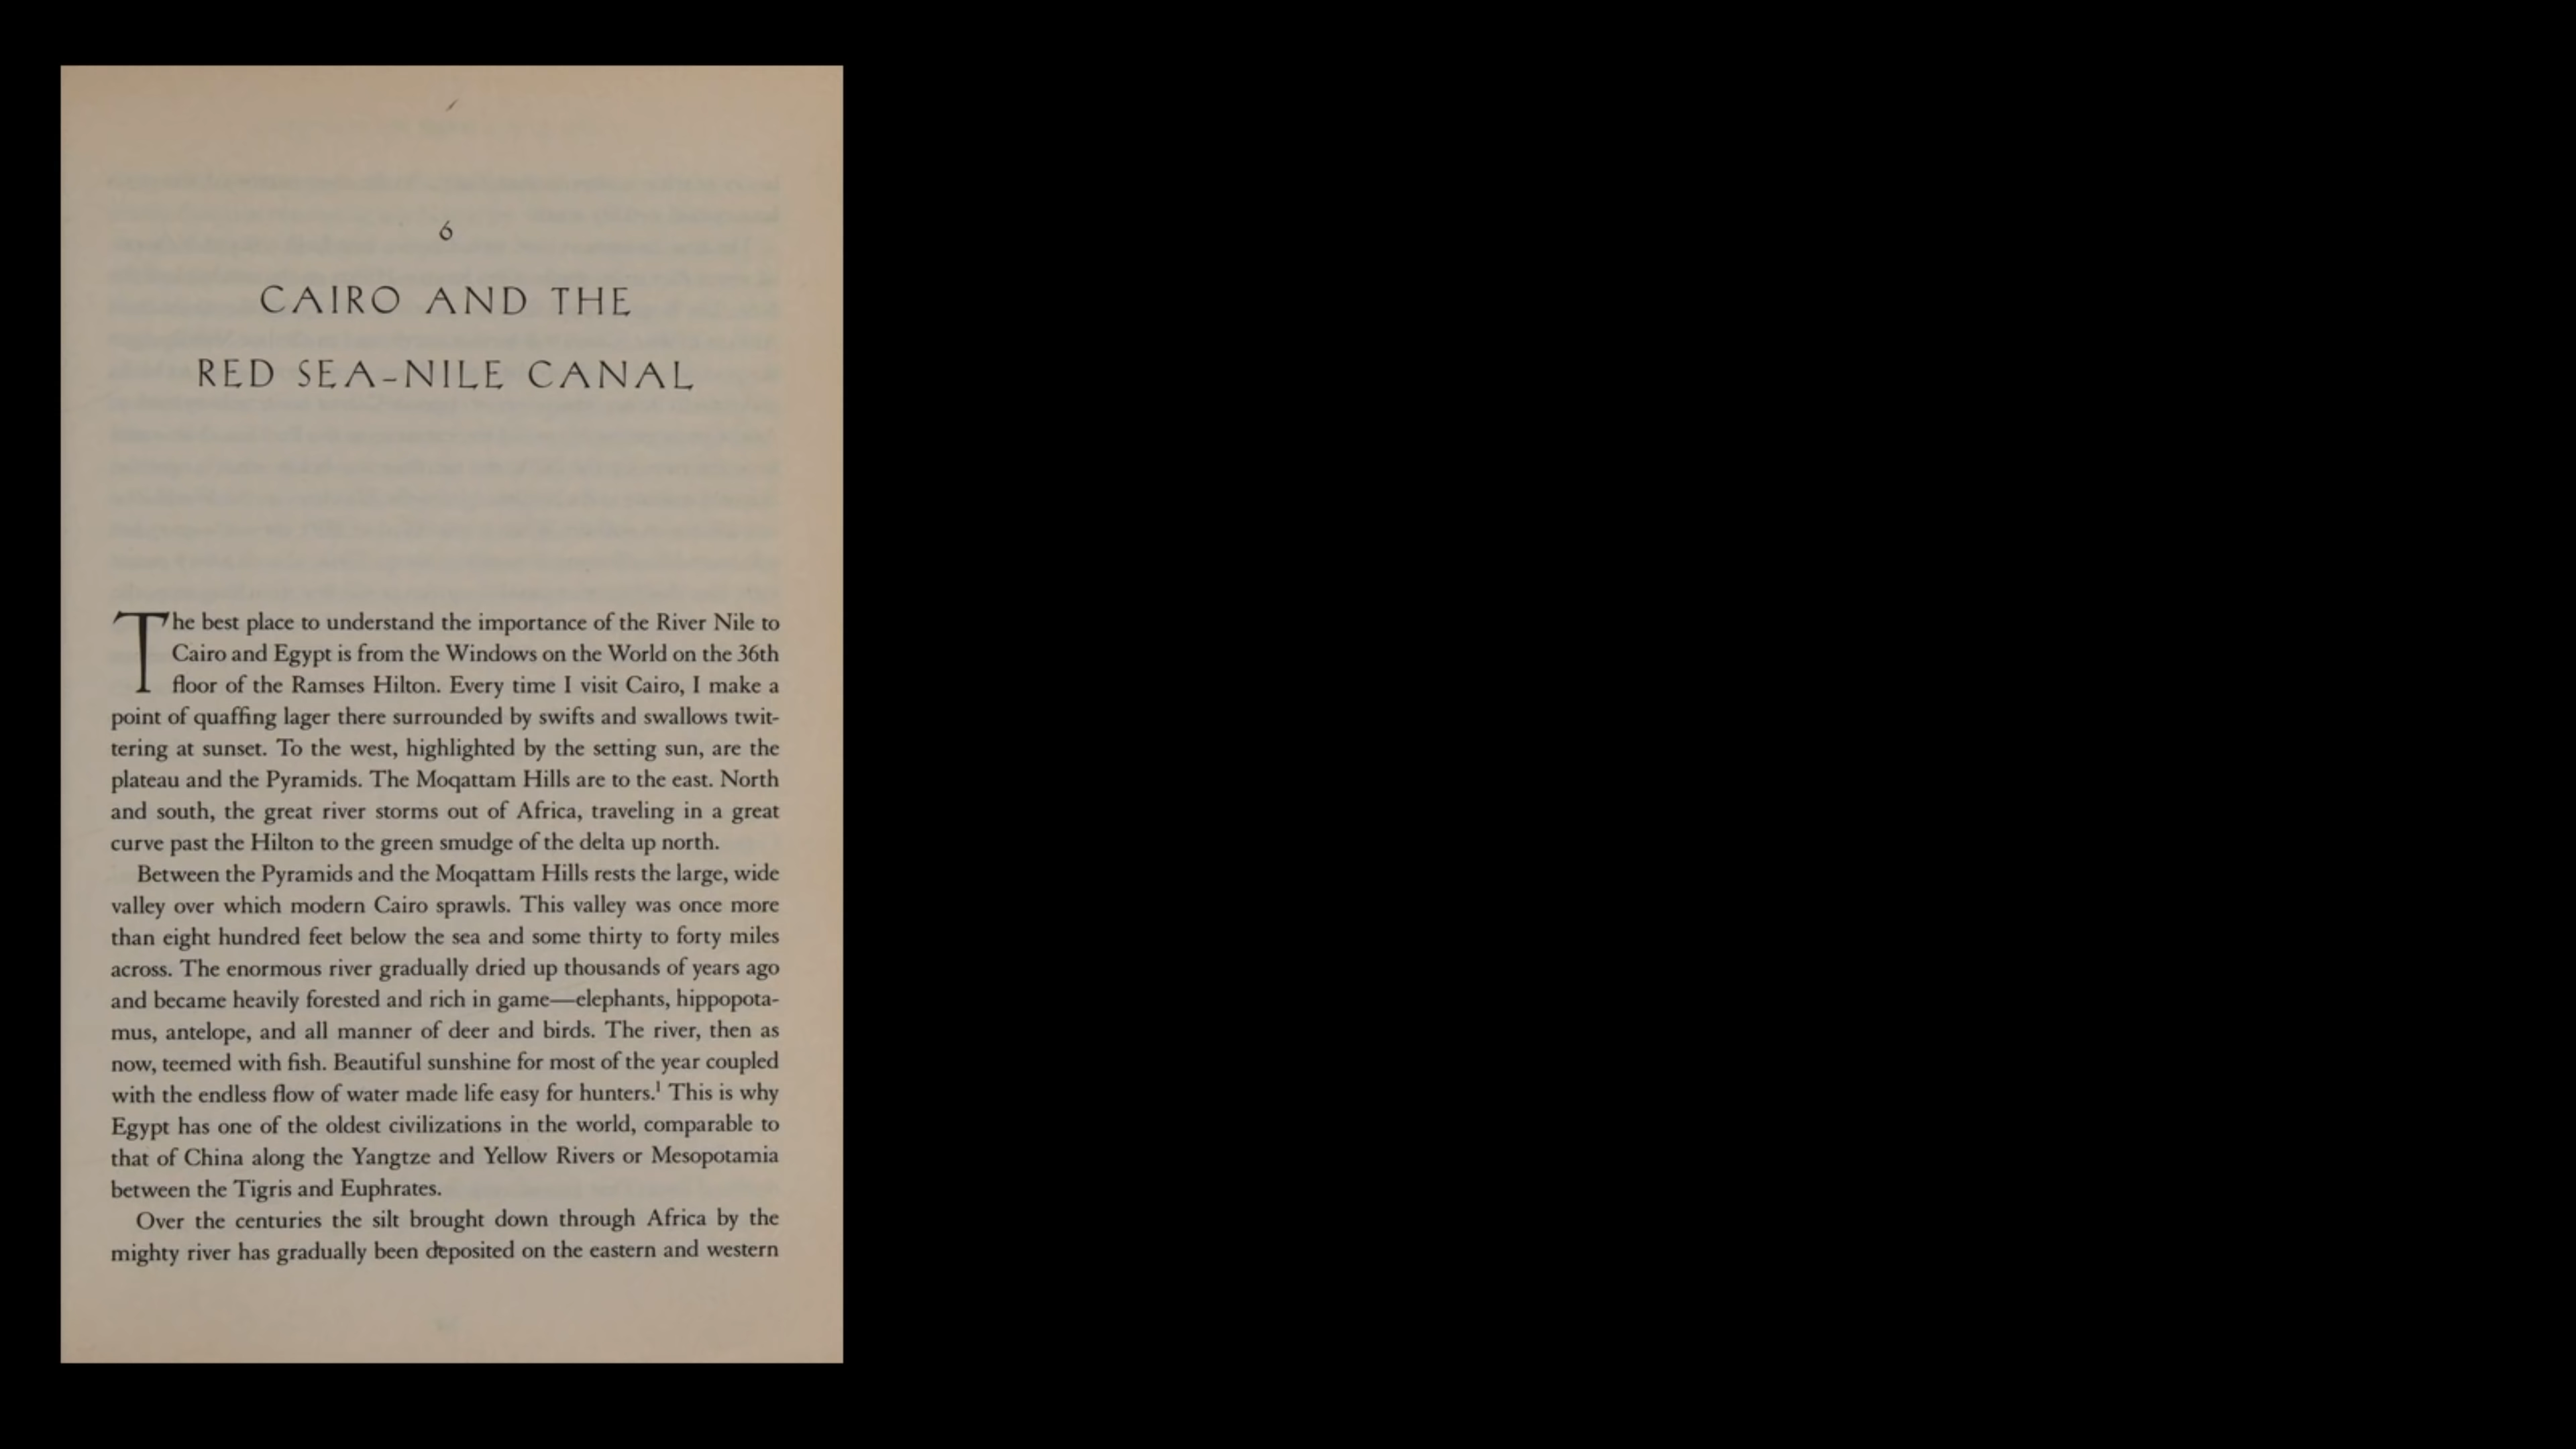 6
CAIRO AND THE
RED SEA-NILE CANAL
The best place to understand the importance of the River Nile to
Cairo and Egypt is from the Windows on the World on the 36th
floor of the Ramses Hilton. Every time I visit Cairo, I make a
point of quaffing lager there surrounded by swifts and swallows twit-
tering at sunset. To the west, highlighted by the setting sun, are the
plateau and the Pyramids. The Moqattam Hills are to the east. North
and south, the great river storms out of Africa, traveling in a great
curve past the Hilton to the green smudge of the delta up north.
Between the Pyramids and the Moqattam Hills rests the large, wide
valley over which modern Cairo sprawls. This valley was once more
than eight hundred feet below the sea and some thirty to forty miles
across. The enormous river gradually dried up thousands of years ago
and became heavily forested and rich in game—elephants, hippopota-
mus, antelope, and all manner of deer and birds. The river, then as
now, teemed with fish. Beautiful sunshine for most of the year coupled
with the endless flow of water made life easy for hunters.¹ This is why
Egypt has one of the oldest civilizations in the world, comparable to
that of China along the Yangtze and Yellow Rivers or Mesopotamia
between the Tigris and Euphrates.
Over the centuries the silt brought down through Africa by the
mighty river has gradually been deposited on the eastern and western